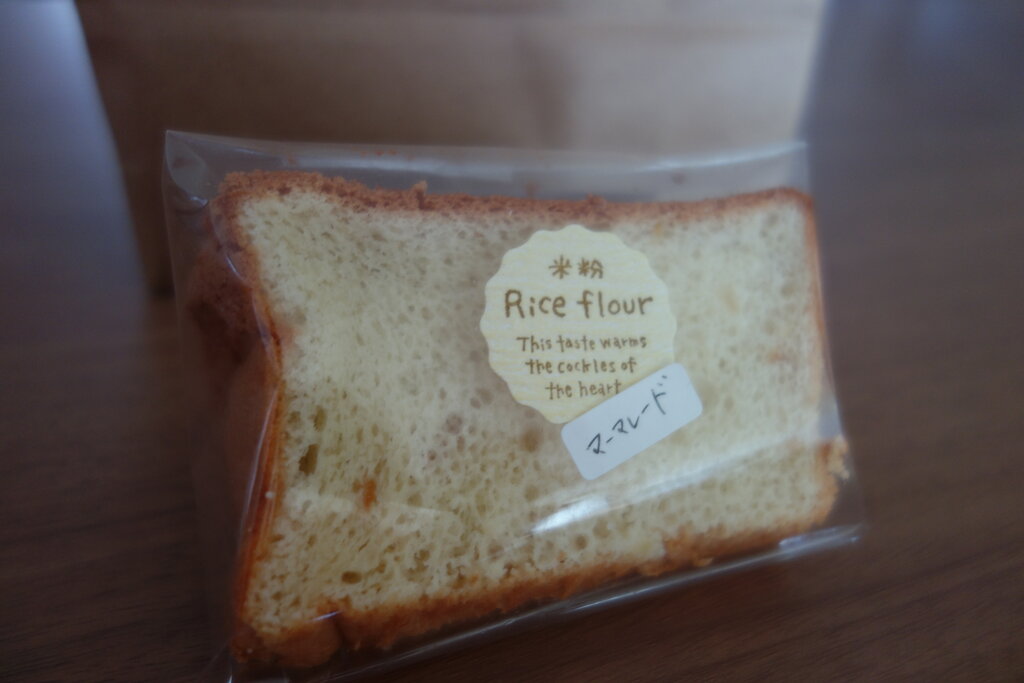 米粉
Rice flour
This taste warms
the cockles of
the heart
マーマレード